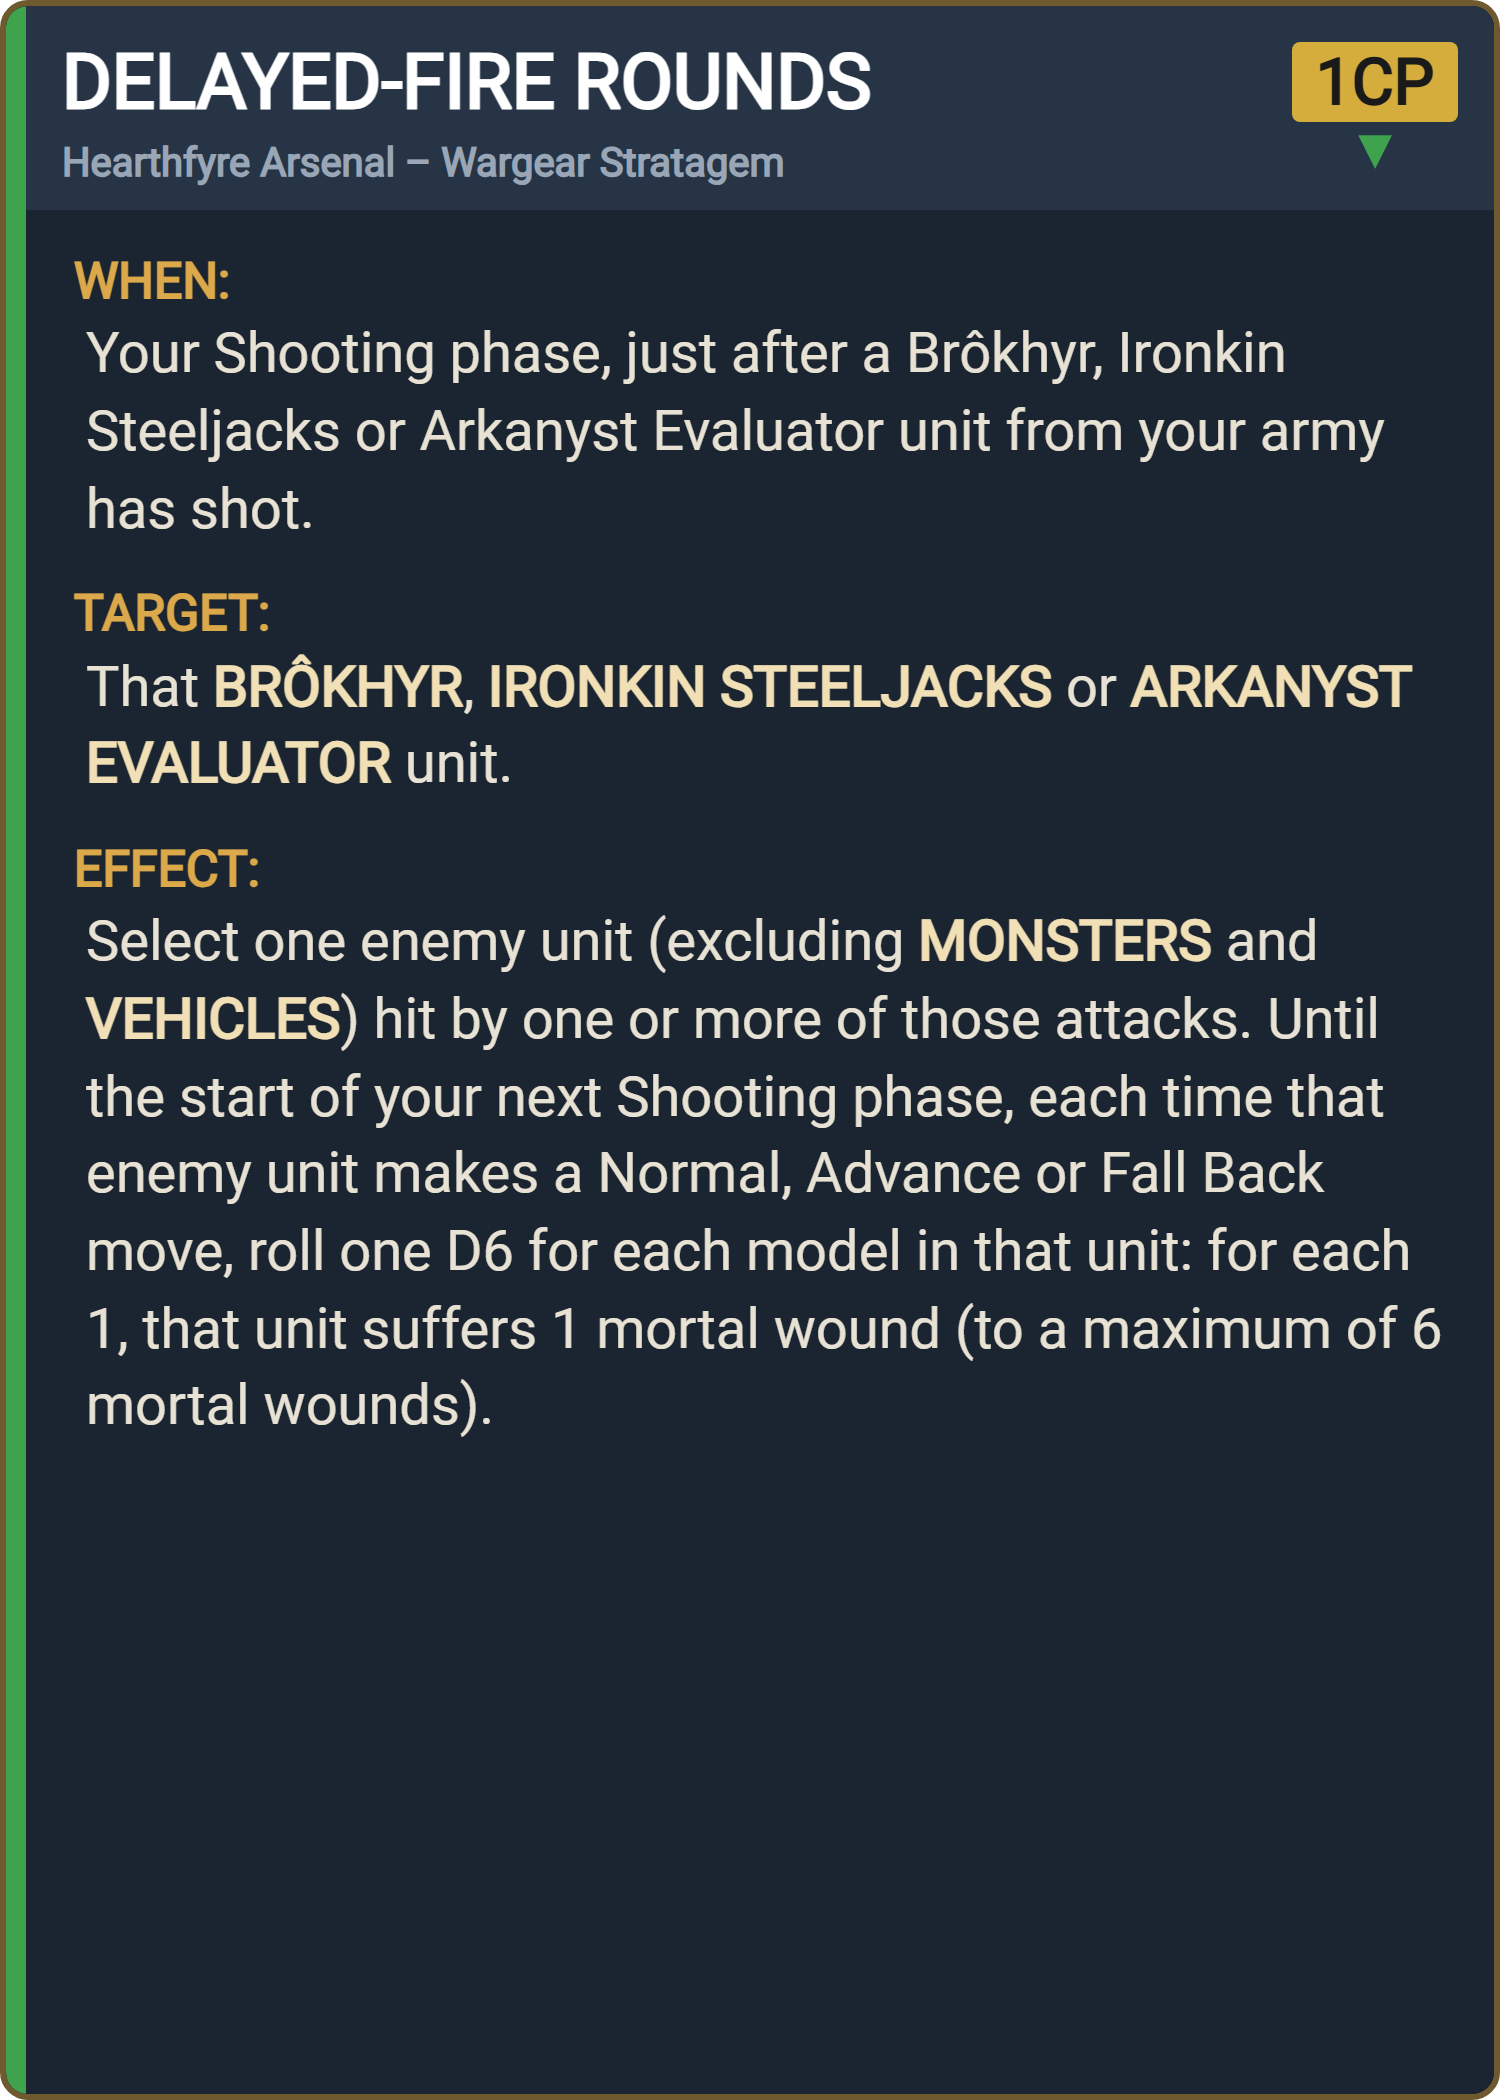 DELAYED-FIRE ROUNDS
1CP
Hearthfyre Arsenal – Wargear Stratagem
WHEN:
Your Shooting phase, just after a Brôkhyr, Ironkin
Steeljacks or Arkanyst Evaluator unit from your army
has shot.
TARGET:
That BRÔKHYR, IRONKIN STEELJACKS or ARKANYST
EVALUATOR unit.
EFFECT:
Select one enemy unit (excluding MONSTERS and
VEHICLES) hit by one or more of those attacks. Until
the start of your next Shooting phase, each time that
enemy unit makes a Normal, Advance or Fall Back
move, roll one D6 for each model in that unit: for each
1, that unit suffers 1 mortal wound (to a maximum of 6
mortal wounds).